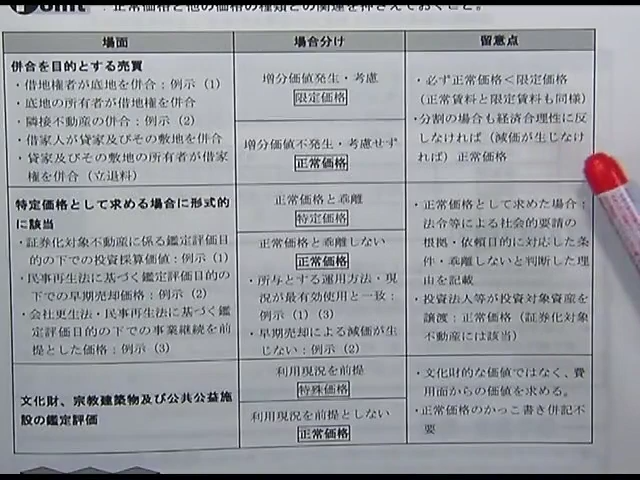 Point：正常価格と他の価格の種類との関連を押さえておくこと。
場面
場合分け
留意点
併合を目的とする売買
・借地権者が底地を併合：例示（1）
・底地の所有者が借地権を併合
・隣接不動産の併合：例示（2）
・借家人が貸家及びその敷地を併合
・貸家及びその敷地の所有者が借家
権を併合（立退料）
増分価値発生・考慮
限定価格
増分価値不発生・考慮せず
正常価格
・必ず正常価格＜限定価格
（正常賃料と限定賃料も同様）
・分割の場合も経済合理性に反
しなければ（減価が生じなけ
れば）正常価格
特定価格として求める場合に形式的
に該当
・証券化対象不動産に係る鑑定評価目
的の下での投資採算価値：例示（1）
・民事再生法に基づく鑑定評価目的の
下での早期売却価格：例示（2）
・会社更生法・民事再生法に基づく鑑
定評価目的の下での事業継続を前
提とした価格：例示（3）
正常価格と乖離
特定価格
正常価格と乖離しない
正常価格
・所与とする運用方法・現
況が最有効使用と一致：
例示（1）（3）
・早期売却による減価が生
じない：例示（2）
・正常価格として求めた場合：
法令等による社会的要請の
根拠・依頼目的に対応した条
件・乖離しないと判断した理
由を記載
・投資法人等が投資対象資産を
譲渡：正常価格（証券化対象
不動産には該当）
文化財、宗教建築物及び公共公益施
設の鑑定評価
利用現況を前提
特殊価格
利用現況を前提としない
正常価格
・文化財的な価値ではなく、費
用面からの価値を求める。
・正常価格のかっこ書き併記不
要